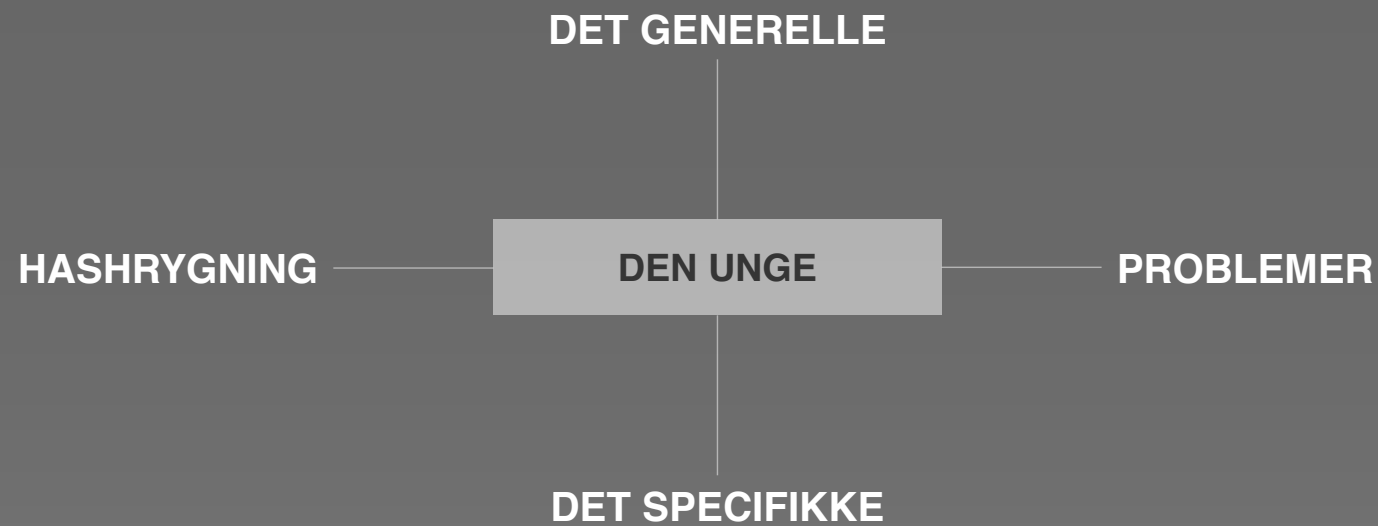 DET GENERELLE
HASHRYGNING
DEN UNGE
PROBLEMER
DET SPECIFIKKE